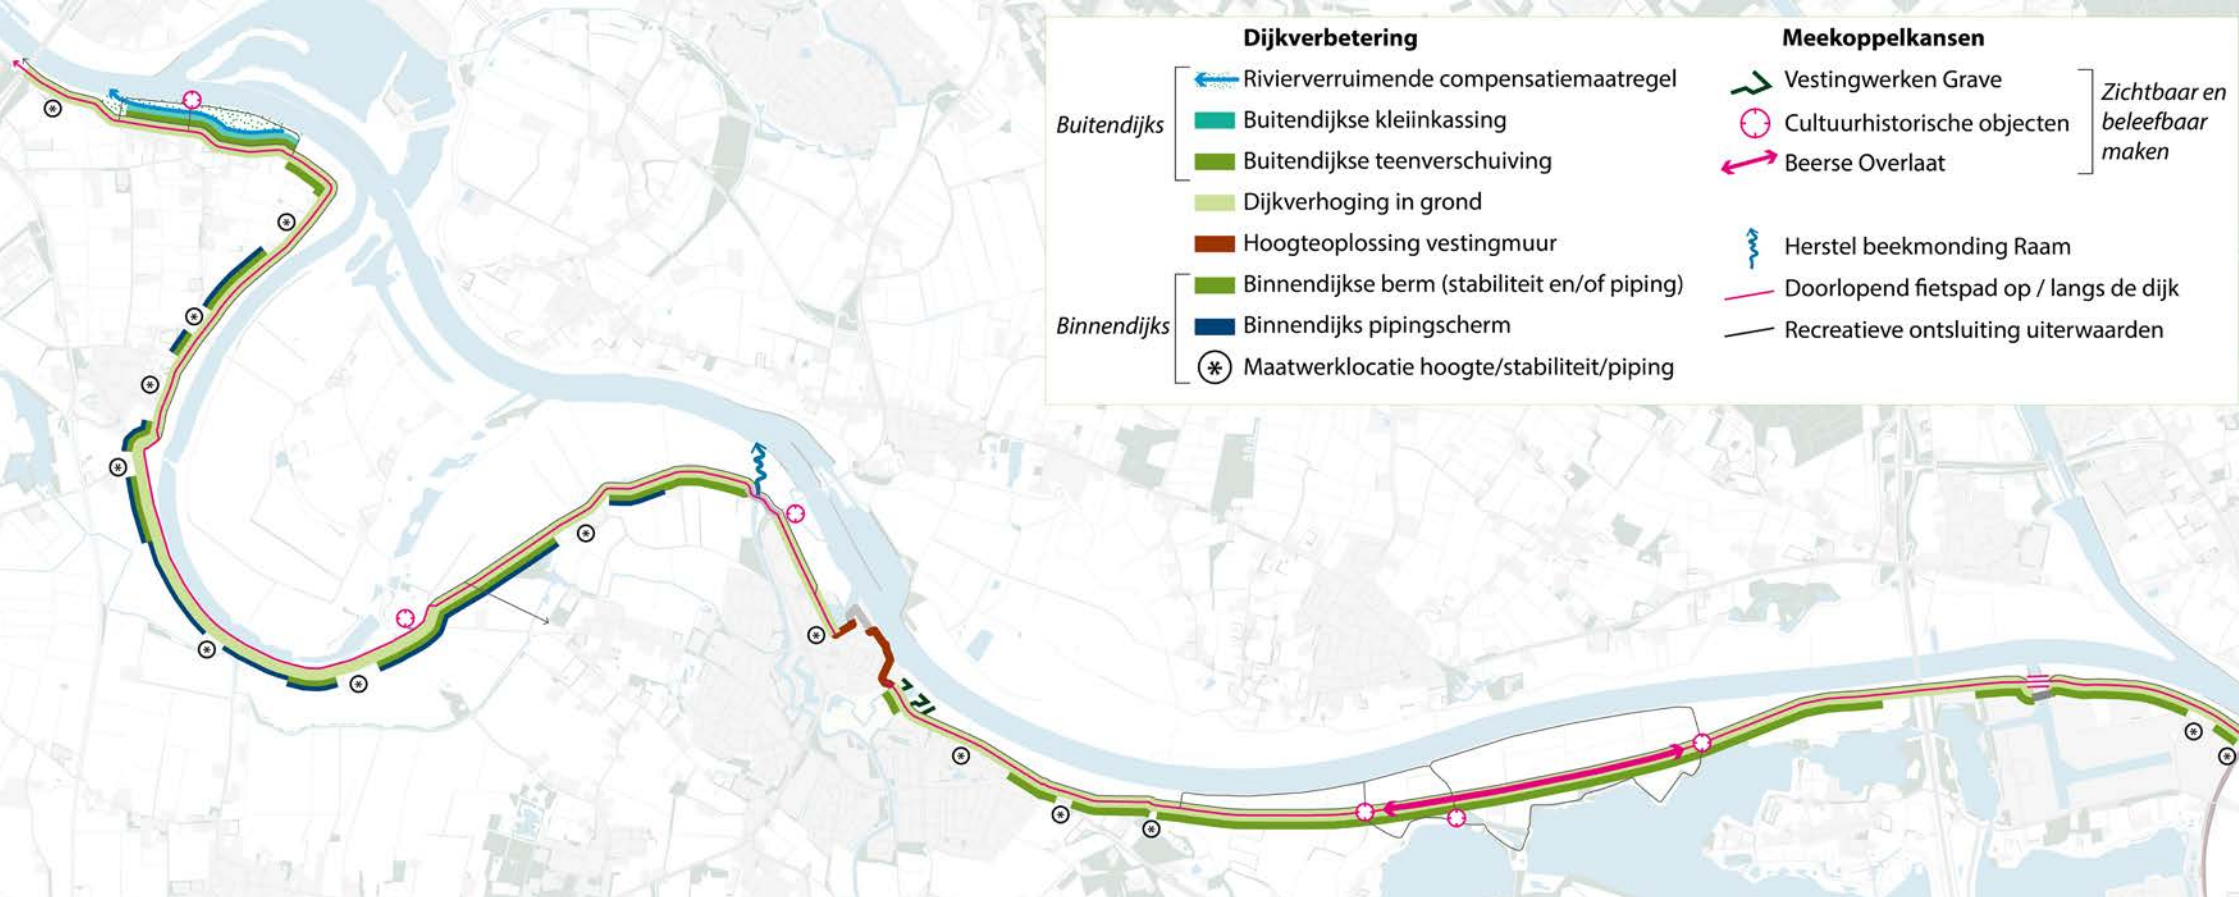 Dijkverbetering
Buitendijks
Rivierverruimende compensatiemaatregel
Buitendijkse kleiinkassing
Buitendijkse teenverschuiving
Dijkverhoging in grond
Hoogteoplossing vestingmuur
Binnendijks
Binnendijkse berm (stabiliteit en/of piping)
Binnendijks pipingscherm
Maatwerklocatie hoogte/stabiliteit/piping
Meekoppelkansen
Vestingwerken Grave
Cultuurhistorische objecten
Beerse Overlaat
Zichtbaar en
beleefbaar
maken
Herstel beekmonding Raam
Doorlopend fietspad op / langs de dijk
Recreatieve ontsluiting uiterwaarden